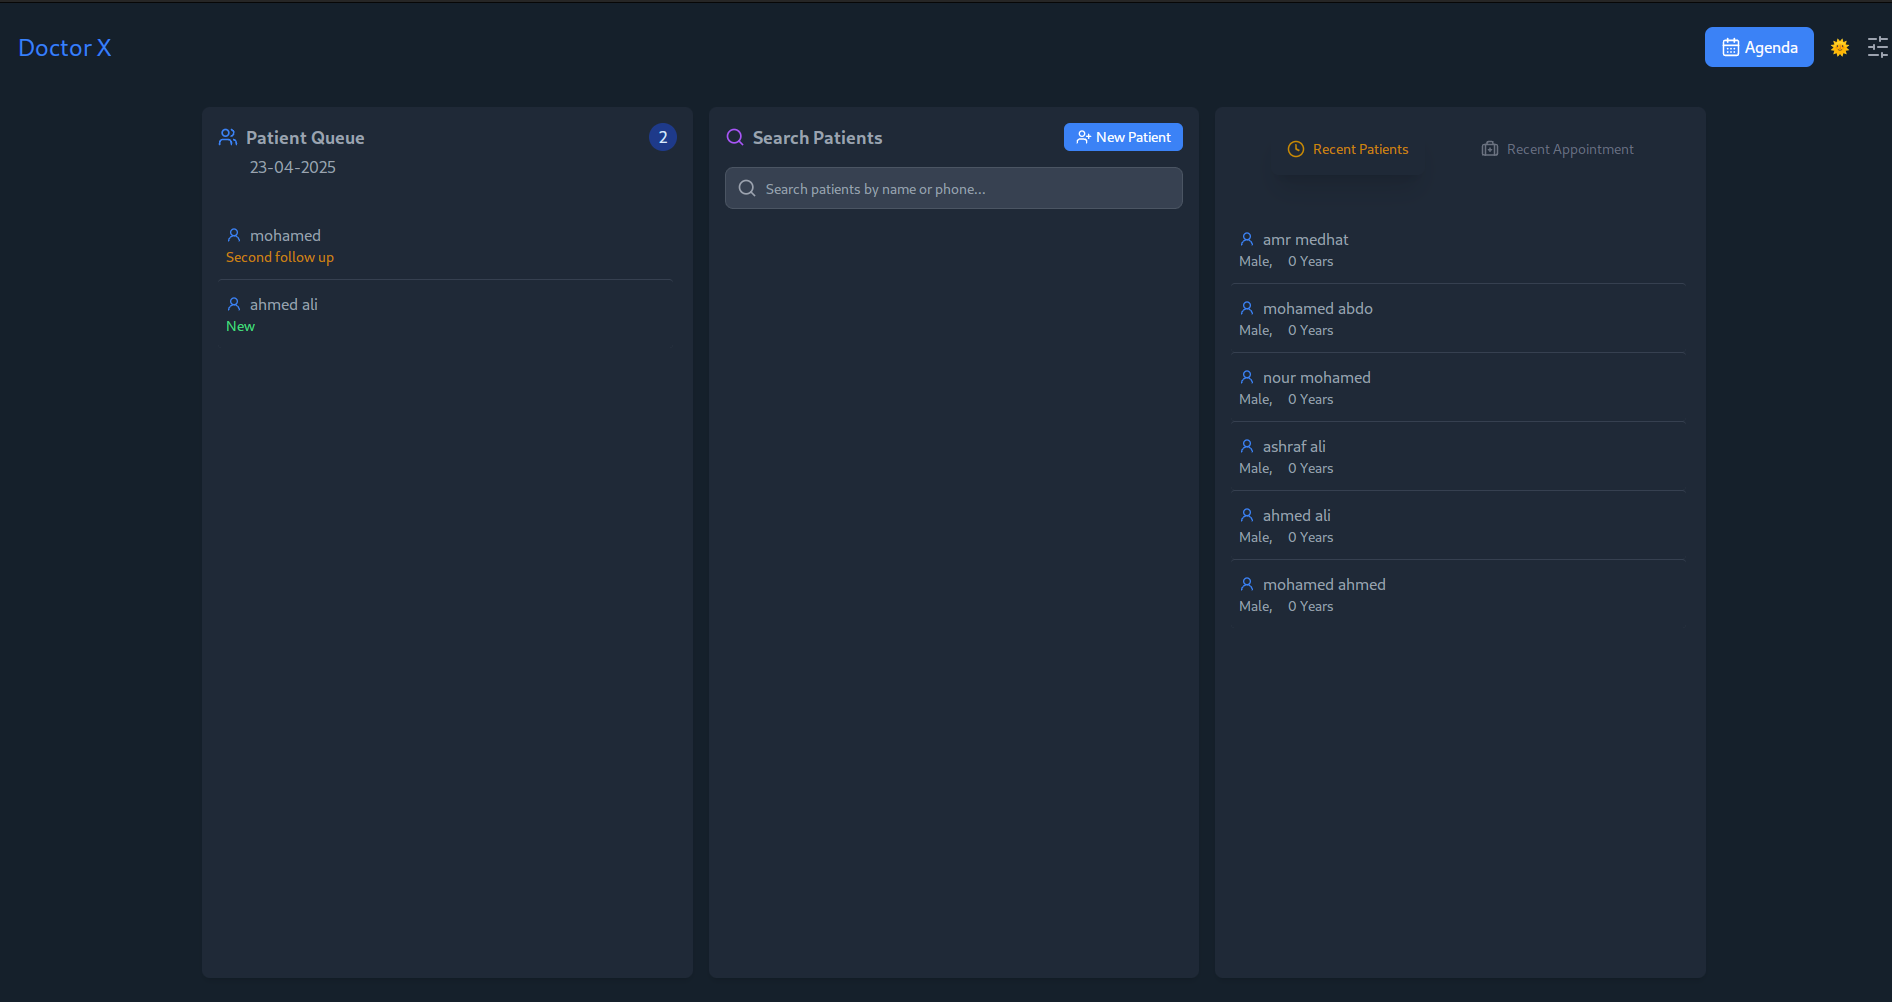 Doctor X
Agenda
Patient Queue
2
23-04-2025
mohamed
Second follow up
ahmed ali
New
Search Patients
New Patient
Search patients by name or phone...
Recent Patients
Recent Appointment
amr medhat
Male, 0 Years
mohamed abdo
Male, 0 Years
nour mohamed
Male, 0 Years
ashraf ali
Male, 0 Years
ahmed ali
Male, 0 Years
mohamed ahmed
Male, 0 Years